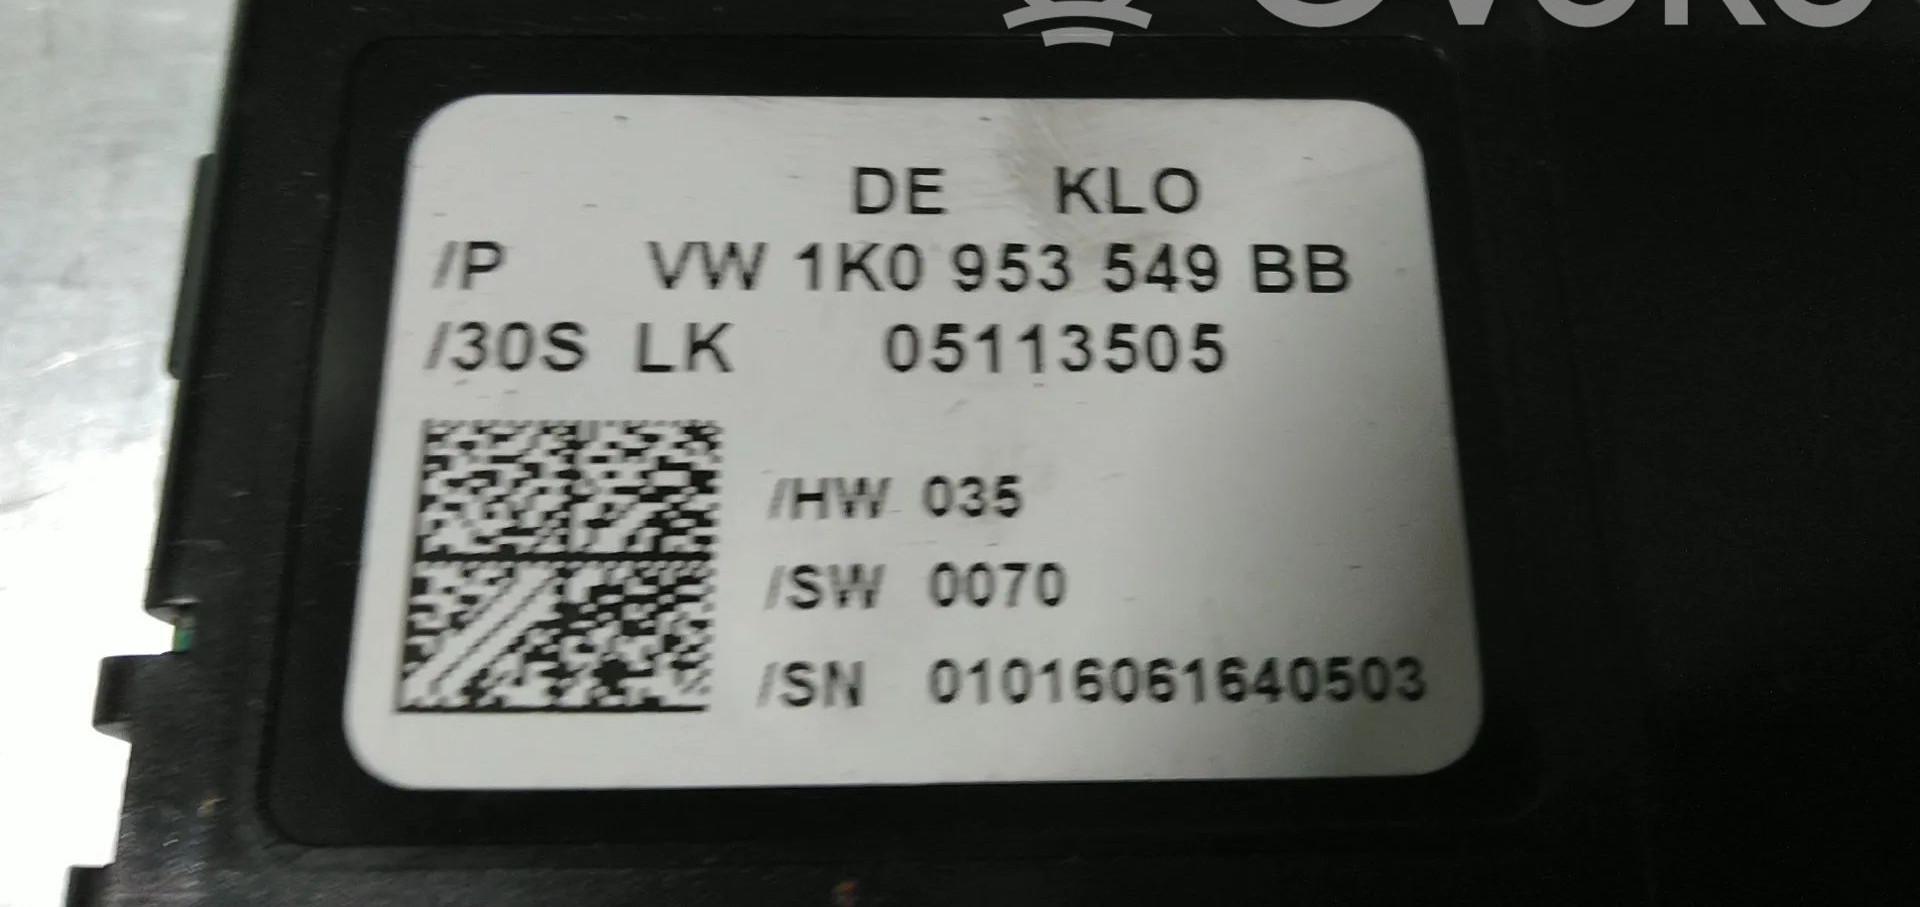 DE KLO
/P VW 1K0 953 549 BB
/30S LK 05113505
/HW 035
/SW 0070
/SN 01016061640503